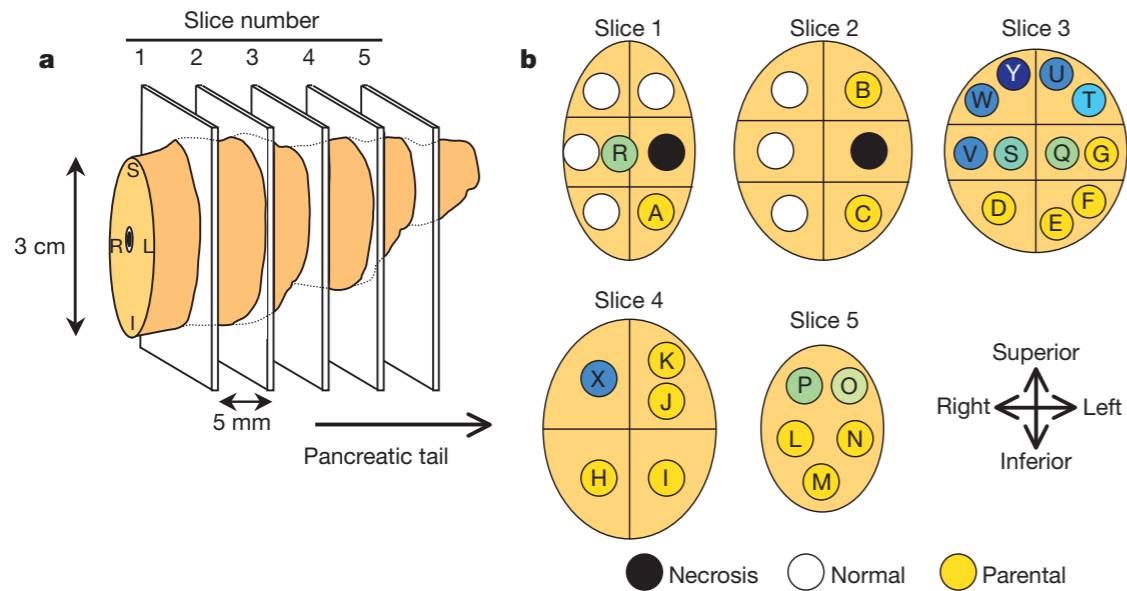 a
Slice number
1 2 3 4 5
S
R L
I
3 cm
5 mm
Pancreatic tail
b
Slice 1
R
A
Slice 2
B
C
Slice 3
Y U
W T
V S Q G
D F
E
Slice 4
K
X
J
H I
Slice 5
P O
L N
M
Superior
Right Left
Inferior
Necrosis Normal Parental